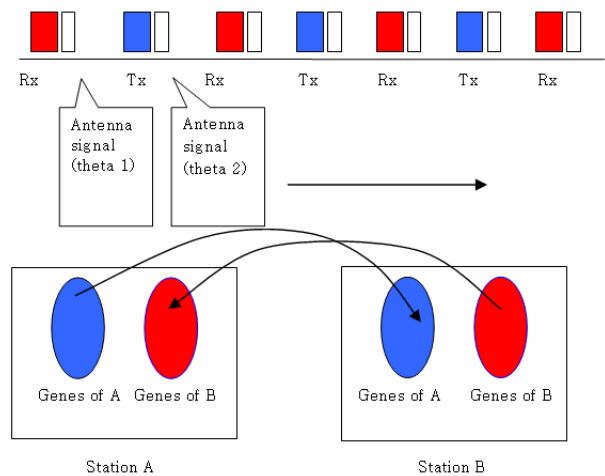 Rx Tx Rx Tx Rx Tx Rx
Antenna
signal
(theta 1)
Antenna
signal
(theta 2)
Genes of A Genes of B
Genes of A Genes of B
Station A
Station B